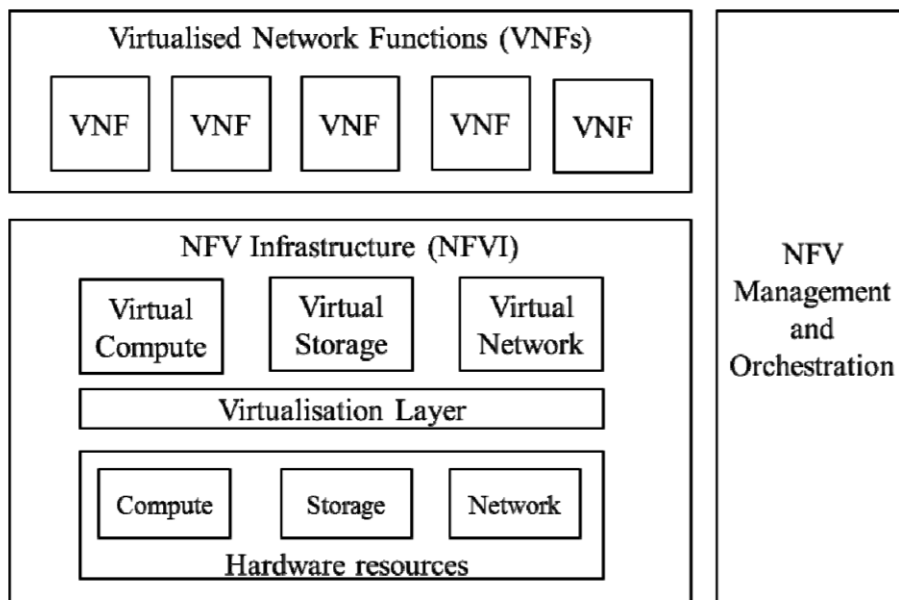 Virtualised Network Functions (VNFs)
VNF
VNF
VNF
VNF
VNF
NFV Infrastructure (NFVI)
Virtual
Compute
Virtual
Storage
Virtual
Network
Virtualisation Layer
Compute
Storage
Network
Hardware resources
NFV
Management
and
Orchestration